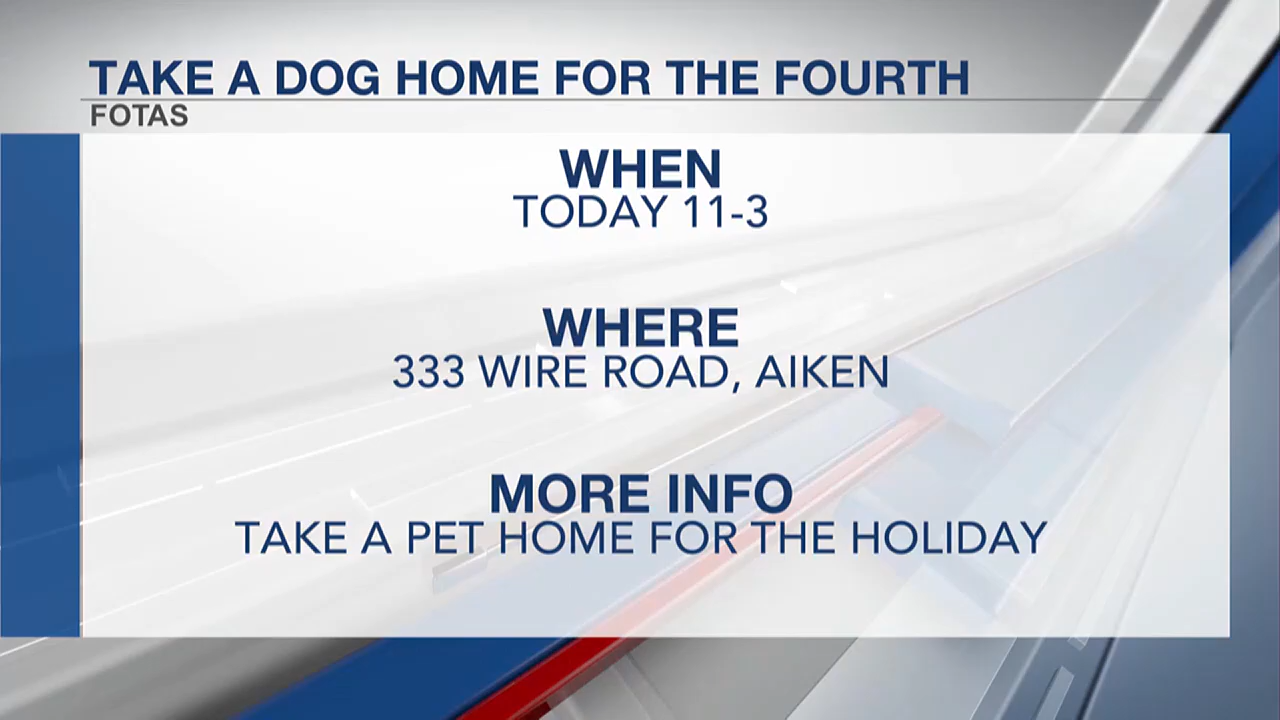 TAKE A DOG HOME FOR THE FOURTH
FOTAS
WHEN
TODAY 11-3
WHERE
333 WIRE ROAD, AIKEN
MORE INFO
TAKE A PET HOME FOR THE HOLIDAY